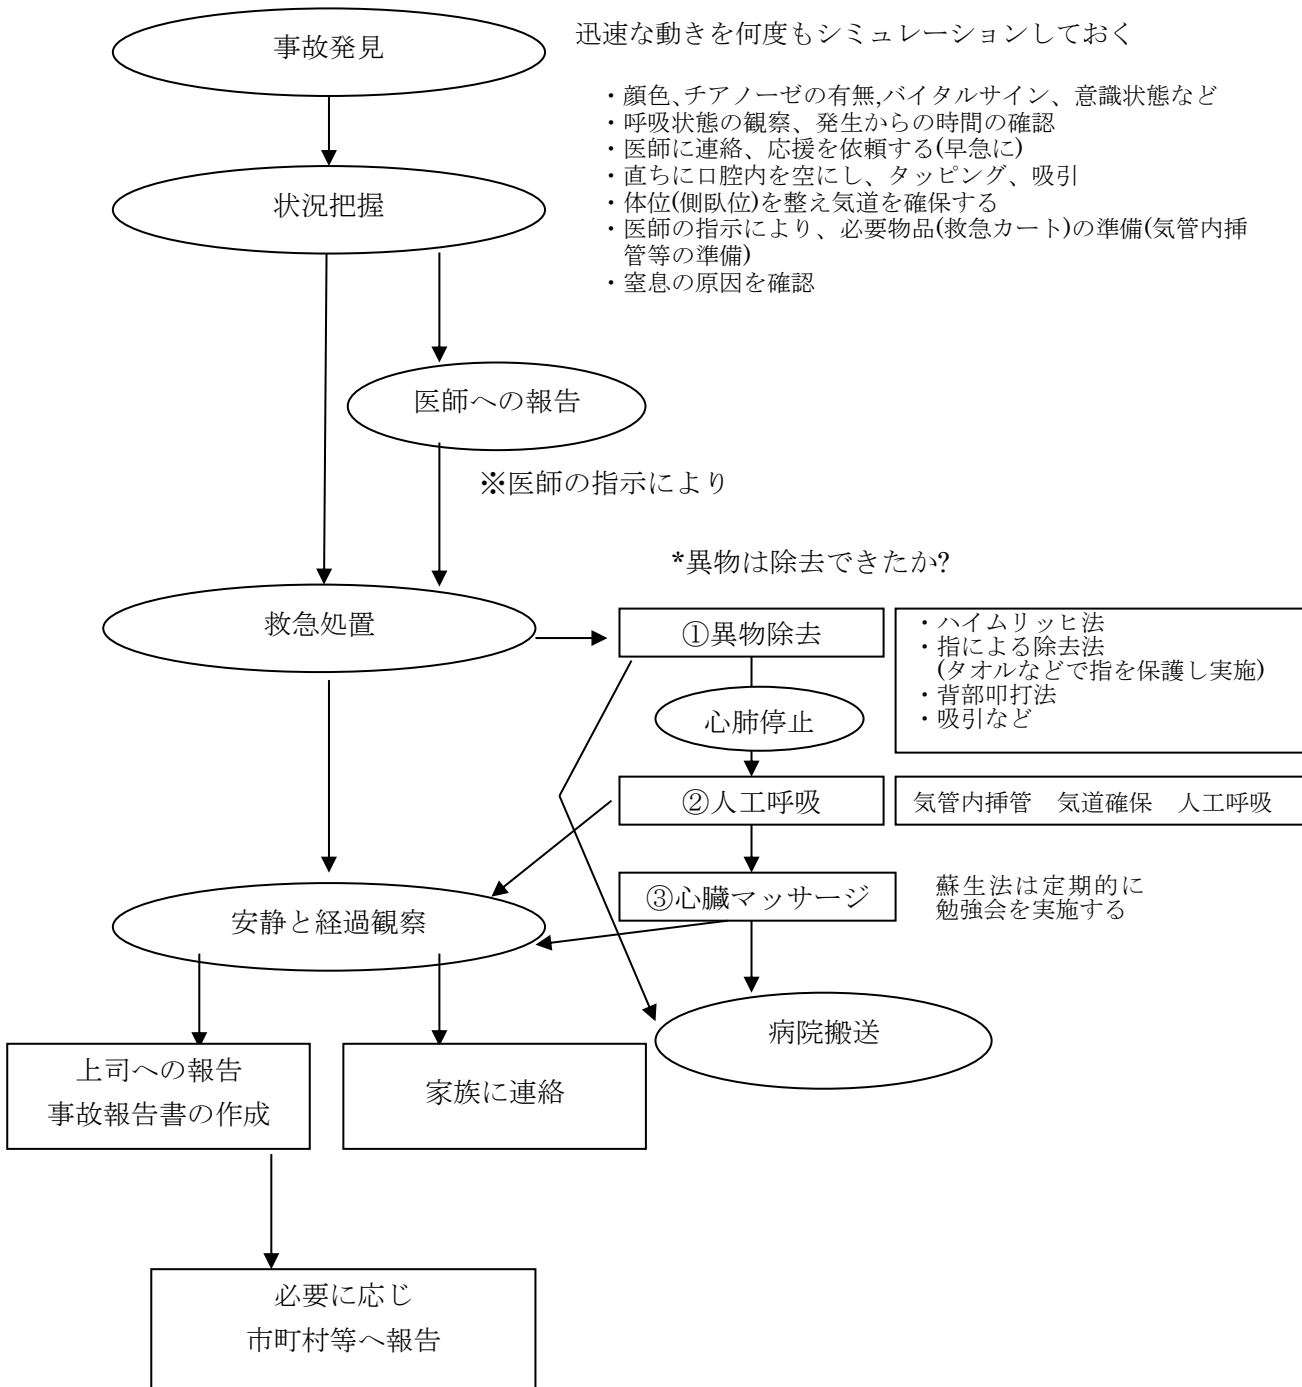 事故発見
迅速な動きを何度もシミュレーションしておく
・顔色、チアノーゼの有無,バイタルサイン、意識状態など
・呼吸状態の観察、発生からの時間の確認
・医師に連絡、応援を依頼する(早急に)
・直ちに口腔内を空にし、タッピング、吸引
・体位(側臥位)を整え気道を確保する
・医師の指示により、必要物品(救急カート)の準備(気管内挿
管等の準備)
・窒息の原因を確認
状況把握
医師への報告
※医師の指示により
*異物は除去できたか?
救急処置
①異物除去
・ハイムリッヒ法
・指による除去法
(タオルなどで指を保護し実施)
・背部叩打法
・吸引など
心肺停止
②人工呼吸
気管内挿管　気道確保　人工呼吸
③心臓マッサージ
蘇生法は定期的に
勉強会を実施する
安静と経過観察
病院搬送
上司への報告
事故報告書の作成
家族に連絡
必要に応じ
市町村等へ報告